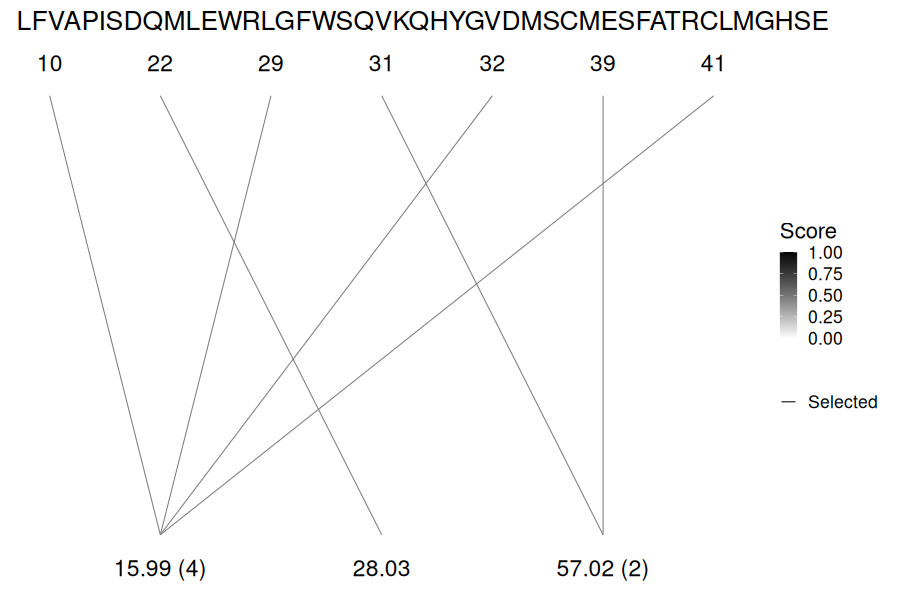 LFVAPISDQMLEWRLGFWSQVKQHYGVDMSCMESFATRCLMGHSE
10 22 29 31 32 39 41
Score
1.00
0.75
0.50
0.25
0.00
Selected
15.99 (4) 28.03 57.02 (2)